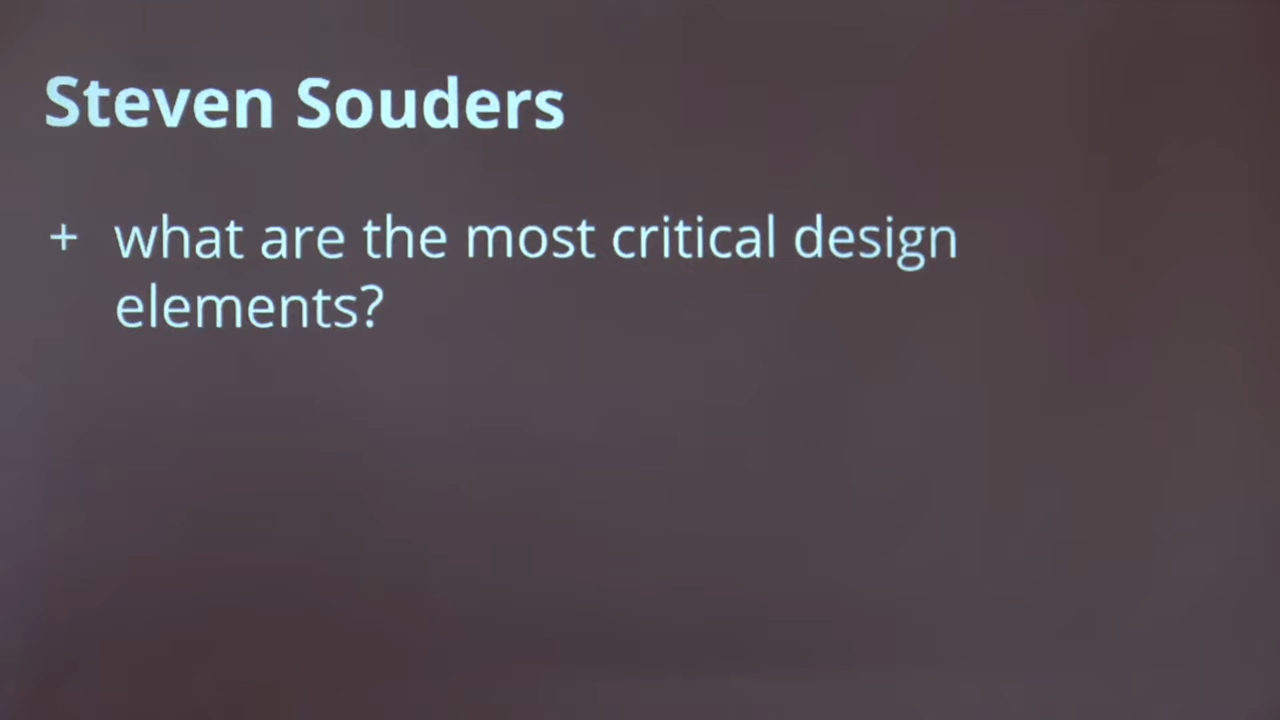 Steven Souders
+ what are the most critical design
elements?